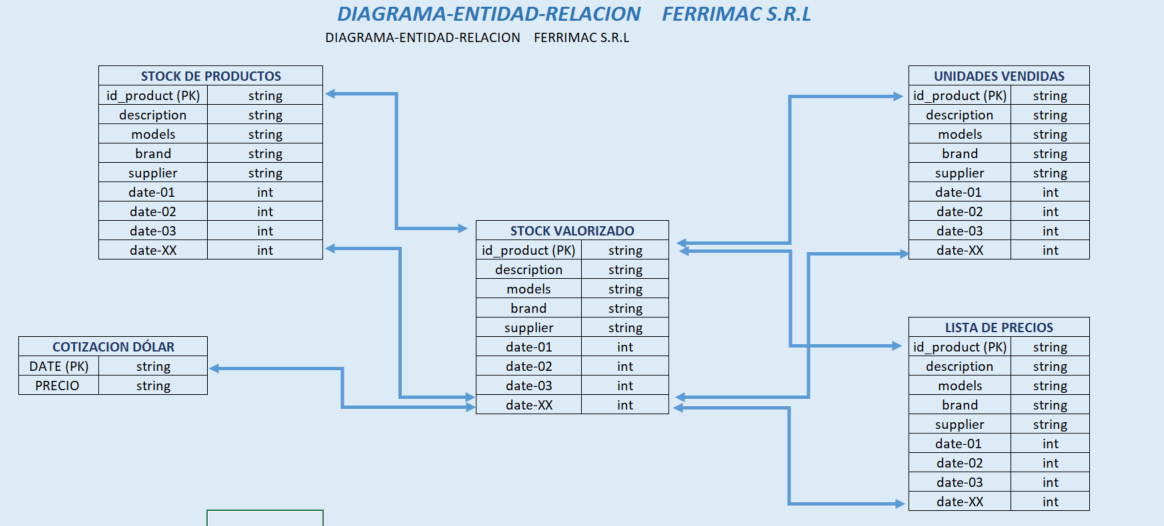 DIAGRAMA-ENTIDAD-RELACION FERRIMAC S.R.L
DIAGRAMA-ENTIDAD-RELACION FERRIMAC S.R.L
STOCK DE PRODUCTOS
id_product (PK) string
description string
models string
brand string
supplier string
date-01 int
date-02 int
date-03 int
date-XX int
UNIDADES VENDIDAS
id_product (PK) string
description string
models string
brand string
supplier string
date-01 int
date-02 int
date-03 int
date-XX int
STOCK VALORIZADO
id_product (PK) string
description string
models string
brand string
supplier string
date-01 int
date-02 int
date-03 int
date-XX int
COTIZACION DÓLAR
DATE (PK) string
PRECIO string
LISTA DE PRECIOS
id_product (PK) string
description string
models string
brand string
supplier string
date-01 int
date-02 int
date-03 int
date-XX int